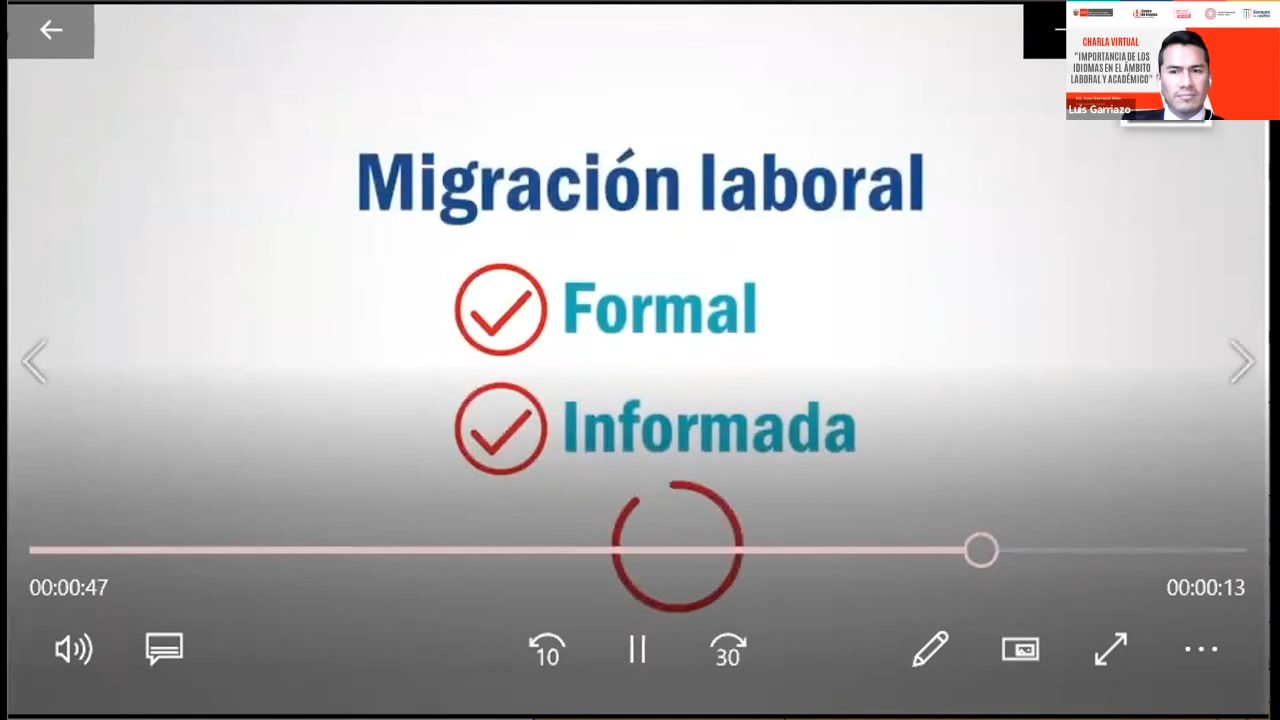 CHARLA VIRTUAL
"IMPORTANCIA DE LOS
IDIOMAS EN EL ÁMBITO
LABORAL Y ACADÉMICO"
Luis Garriazo
Migración laboral
Formal
Informada
00:00:47
00:00:13
10
30